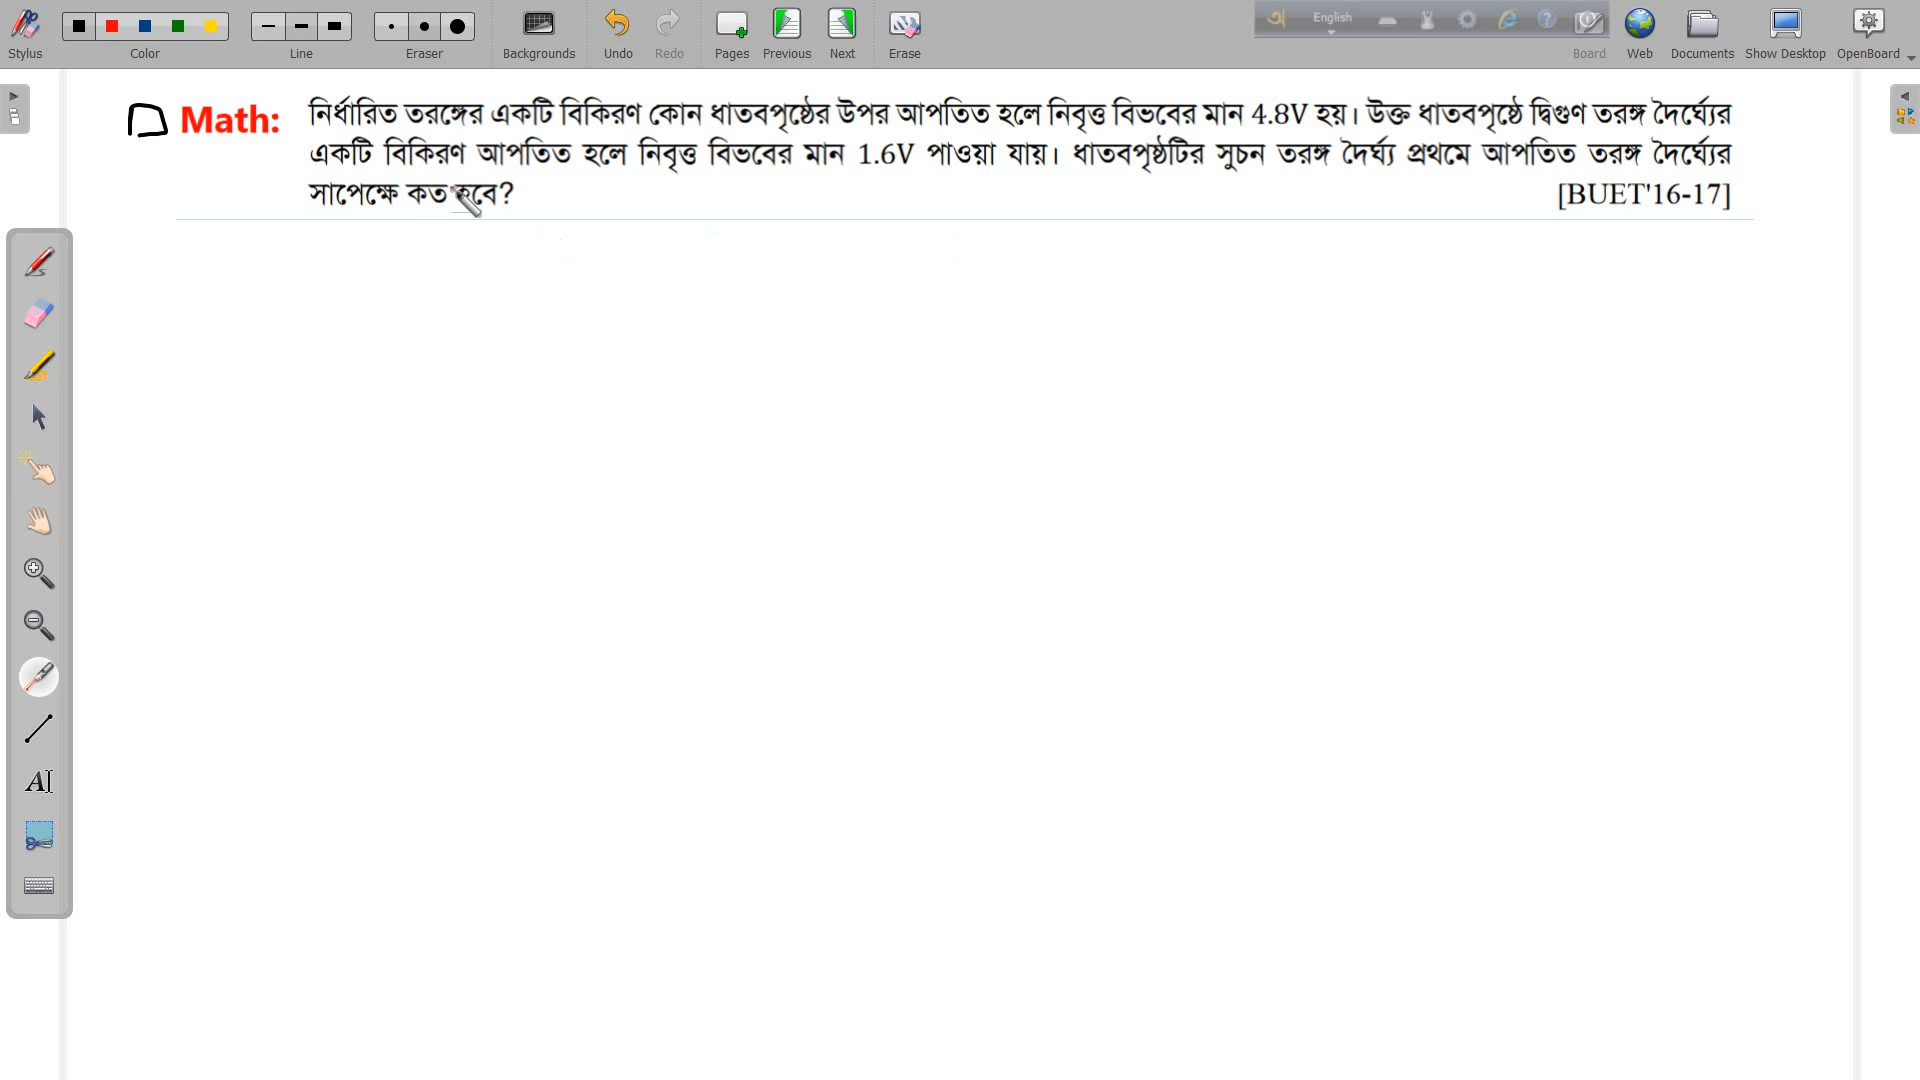 Stylus
Color
Line
Eraser
Backgrounds
Undo
Redo
Pages
Previous
Next
Erase
English
Board
Web
Documents
Show Desktop
OpenBoard
Math: নির্ধারিত তরঙ্গের একটি বিকিরণ কোন ধাতবপৃষ্ঠের উপর আপতিত হলে নিবৃত্ত বিভবের মান 4.8V হয়। উক্ত ধাতবপৃষ্ঠে দ্বিগুণ তরঙ্গ দৈর্ঘ্যের
একটি বিকিরণ আপতিত হলে নিবৃত্ত বিভবের মান 1.6V পাওয়া যায়। ধাতবপৃষ্ঠটির সুচন তরঙ্গ দৈর্ঘ্য প্রথমে আপতিত তরঙ্গ দৈর্ঘ্যের
সাপেক্ষে কত হবে? [BUET'16-17]